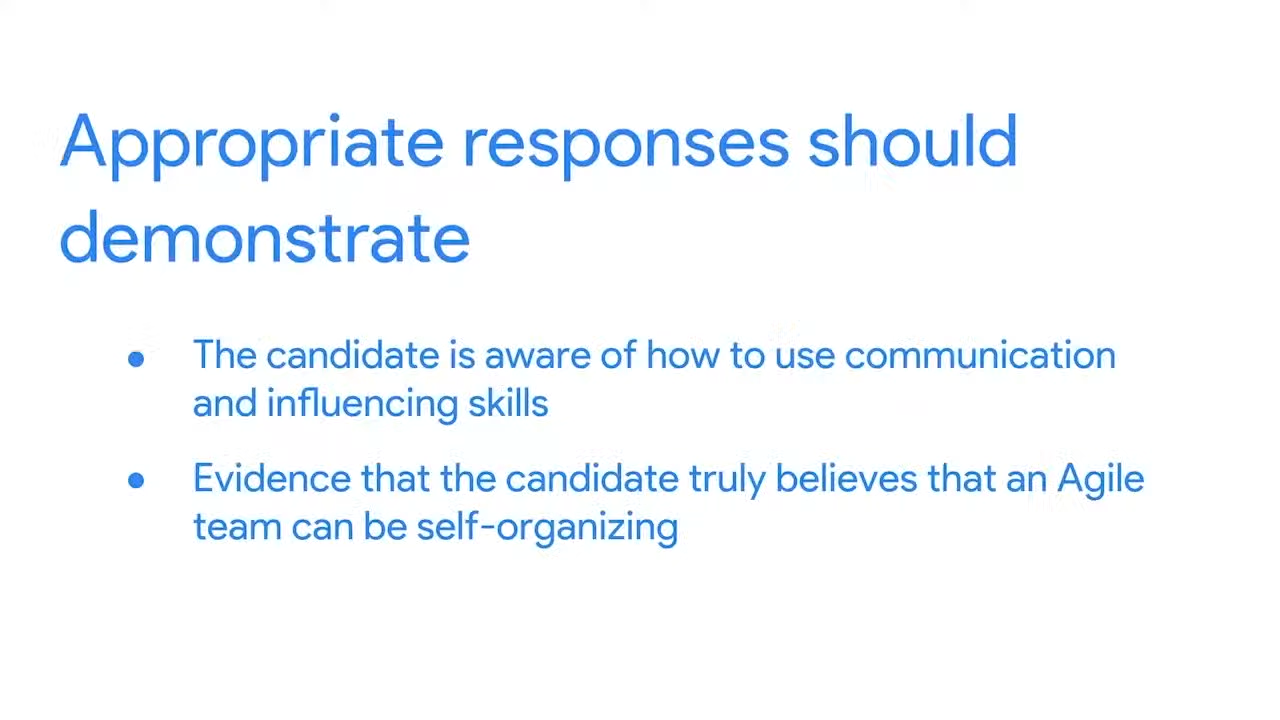 Appropriate responses should
demonstrate
• The candidate is aware of how to use communication
and influencing skills
• Evidence that the candidate truly believes that an Agile
team can be self-organizing